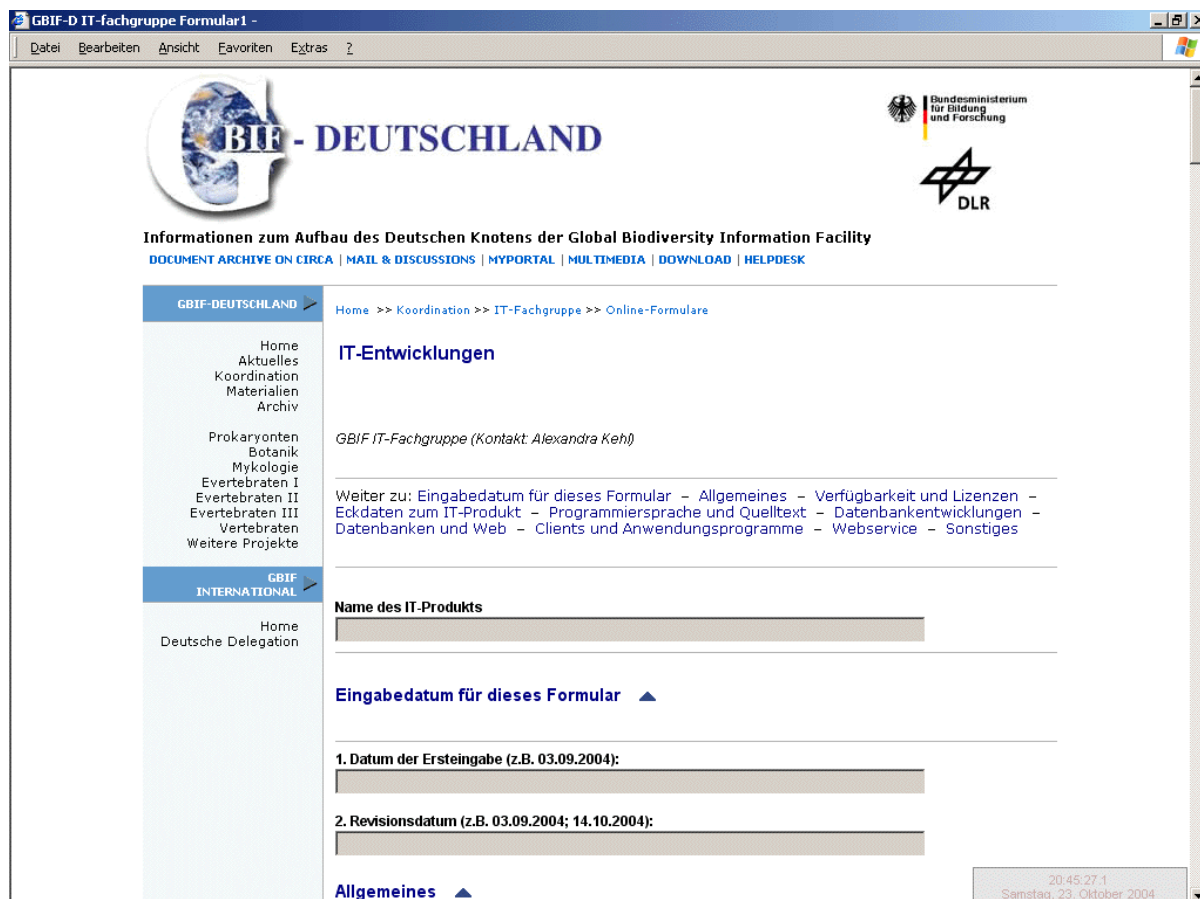 GBIF-D IT-fachgruppe Formular1 -
Datei Bearbeiten Ansicht Favoriten Extras ?
GBIF - DEUTSCHLAND
Bundesministerium
für Bildung
und Forschung
DLR
Informationen zum Aufbau des Deutschen Knotens der Global Biodiversity Information Facility
DOCUMENT ARCHIVE ON CIRCA | MAIL & DISCUSSIONS | MYPORTAL | MULTIMEDIA | DOWNLOAD | HELPDESK
GBIF-DEUTSCHLAND
Home
Aktuelles
Koordination
Materialien
Archiv
Prokaryonten
Botanik
Mykologie
Evertebraten I
Evertebraten II
Evertebraten III
Vertebraten
Weitere Projekte
GBIF
INTERNATIONAL
Home
Deutsche Delegation
Home >> Koordination >> IT-Fachgruppe >> Online-Formulare
IT-Entwicklungen
GBIF IT-Fachgruppe (Kontakt: Alexandra Kehl)
Weiter zu: Eingabedatum für dieses Formular – Allgemeines – Verfügbarkeit und Lizenzen –
Eckdaten zum IT-Produkt – Programmiersprache und Quelltext – Datenbankentwicklungen –
Datenbanken und Web – Clients und Anwendungsprogramme – Webservice – Sonstiges
Name des IT-Produkts
Eingabedatum für dieses Formular
1. Datum der Ersteingabe (z.B. 03.09.2004):
2. Revisionsdatum (z.B. 03.09.2004; 14.10.2004):
Allgemeines
20:45:27.1
Samstag, 23. Oktober 2004